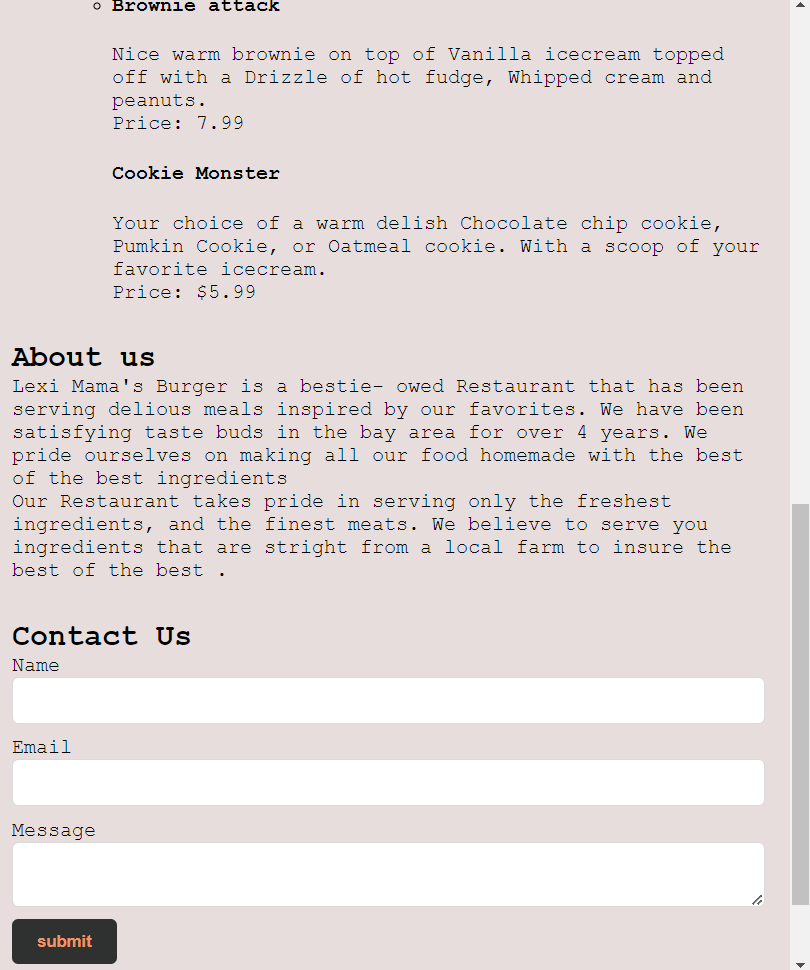 Brownie attack
Nice warm brownie on top of Vanilla icecream topped
off with a Drizzle of hot fudge, Whipped cream and
peanuts.
Price: 7.99
Cookie Monster
Your choice of a warm delish Chocolate chip cookie,
Pumkin Cookie, or Oatmeal cookie. With a scoop of your
favorite icecream.
Price: $5.99
About us
Lexi Mama's Burger is a bestie- owed Restaurant that has been
serving delious meals inspired by our favorites. We have been
satisfying taste buds in the bay area for over 4 years. We
pride ourselves on making all our food homemade with the best
of the best ingredients
Our Restaurant takes pride in serving only the freshest
ingredients, and the finest meats. We believe to serve you
ingredients that are stright from a local farm to insure the
best of the best .
Contact Us
Name
Email
Message
submit